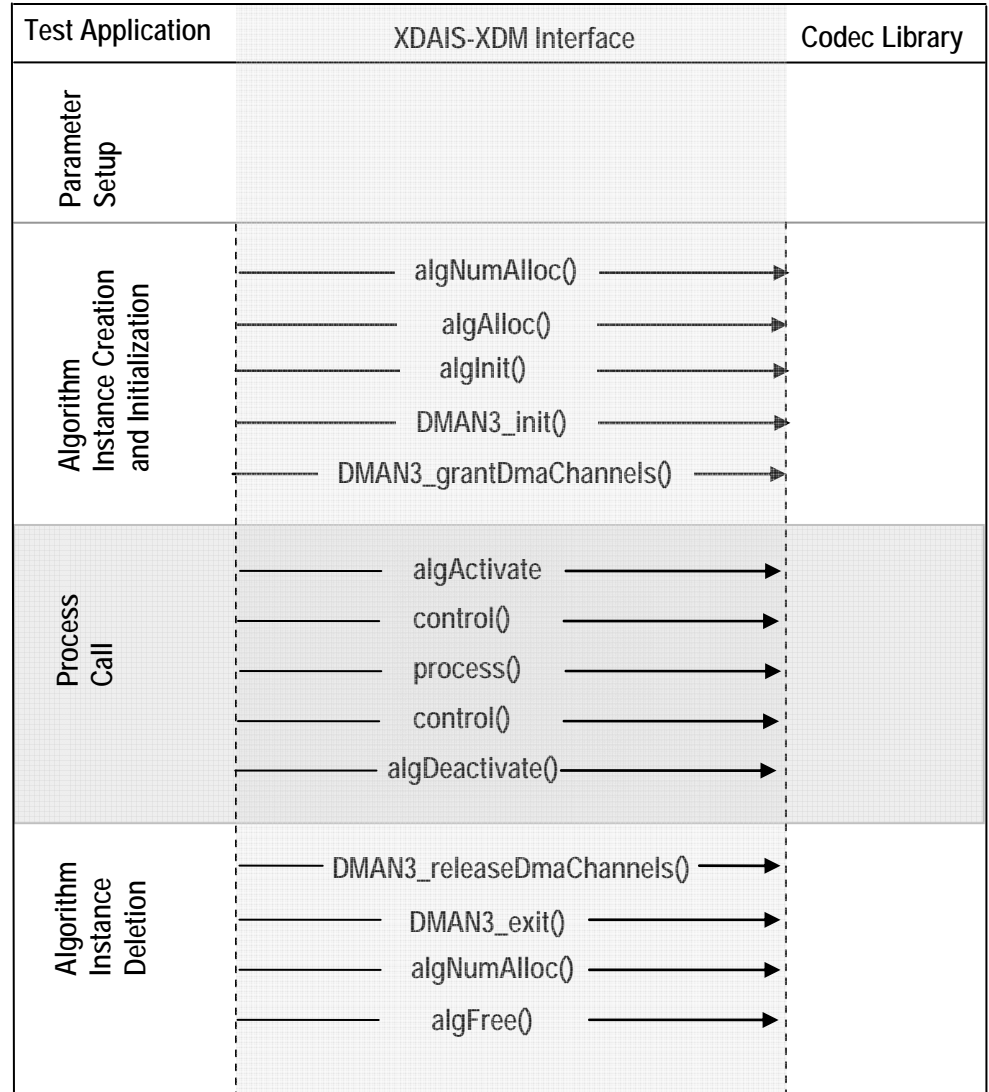 Test Application
XDAIS-XDM Interface
Codec Library
Parameter
Setup
Algorithm
Instance Creation
and Initialization
algNumAlloc()
algAlloc()
algInit()
DMAN3_init()
DMAN3_grantDmaChannels()
Process
Call
algActivate
control()
process()
control()
algDeactivate()
Algorithm
Instance
Deletion
DMAN3_releaseDmaChannels()
DMAN3_exit()
algNumAlloc()
algFree()